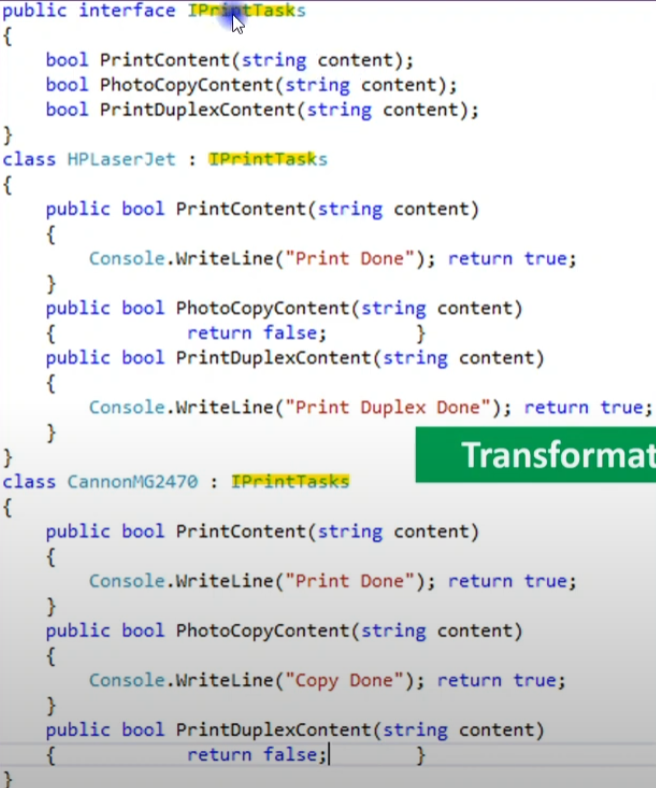 public interface IPrintTasks
{
bool PrintContent(string content);
bool PhotoCopyContent(string content);
bool PrintDuplexContent(string content);
}
class HPLaserJet : IPrintTasks
{
public bool PrintContent(string content)
{
Console.WriteLine("Print Done"); return true;
}
public bool PhotoCopyContent(string content)
{ return false; }
public bool PrintDuplexContent(string content)
{
Console.WriteLine("Print Duplex Done"); return true;
}
Transformat
}
class CannonMG2470 : IPrintTasks
{
public bool PrintContent(string content)
{
Console.WriteLine("Print Done"); return true;
}
public bool PhotoCopyContent(string content)
{
Console.WriteLine("Copy Done"); return true;
}
public bool PrintDuplexContent(string content)
{ return false; }
}